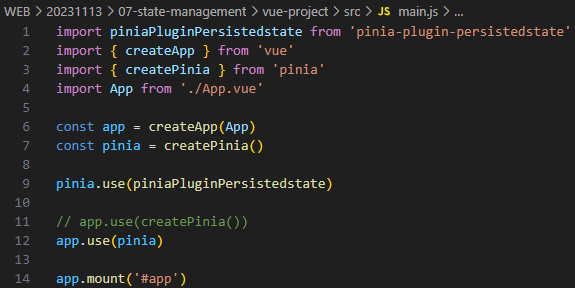 WEB > 20231113 > 07-state-management > vue-project > src > JS main.js > ...
1 import piniaPluginPersistedstate from 'pinia-plugin-persistedstate'
2 import { createApp } from 'vue'
3 import { createPinia } from 'pinia'
4 import App from './App.vue'
5
6 const app = createApp(App)
7 const pinia = createPinia()
8
9 pinia.use(piniaPluginPersistedstate)
10
11 // app.use(createPinia())
12 app.use(pinia)
13
14 app.mount('#app')